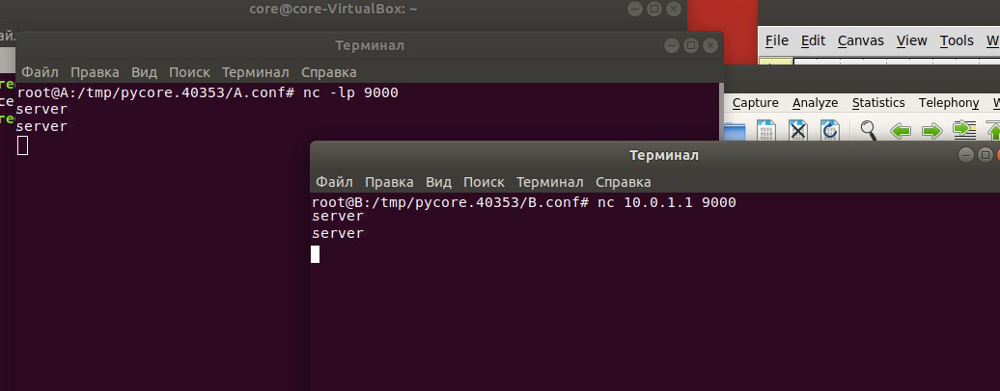 core@core-VirtualBox: ~
Терминал
Файл Правка Вид Поиск Терминал Справка
root@A:/tmp/pycore.40353/A.conf# nc -lp 9000
server
server
File Edit Canvas View Tools
Capture Analyze Statistics Telephony
Терминал
Файл Правка Вид Поиск Терминал Справка
root@B:/tmp/pycore.40353/B.conf# nc 10.0.1.1 9000
server
server